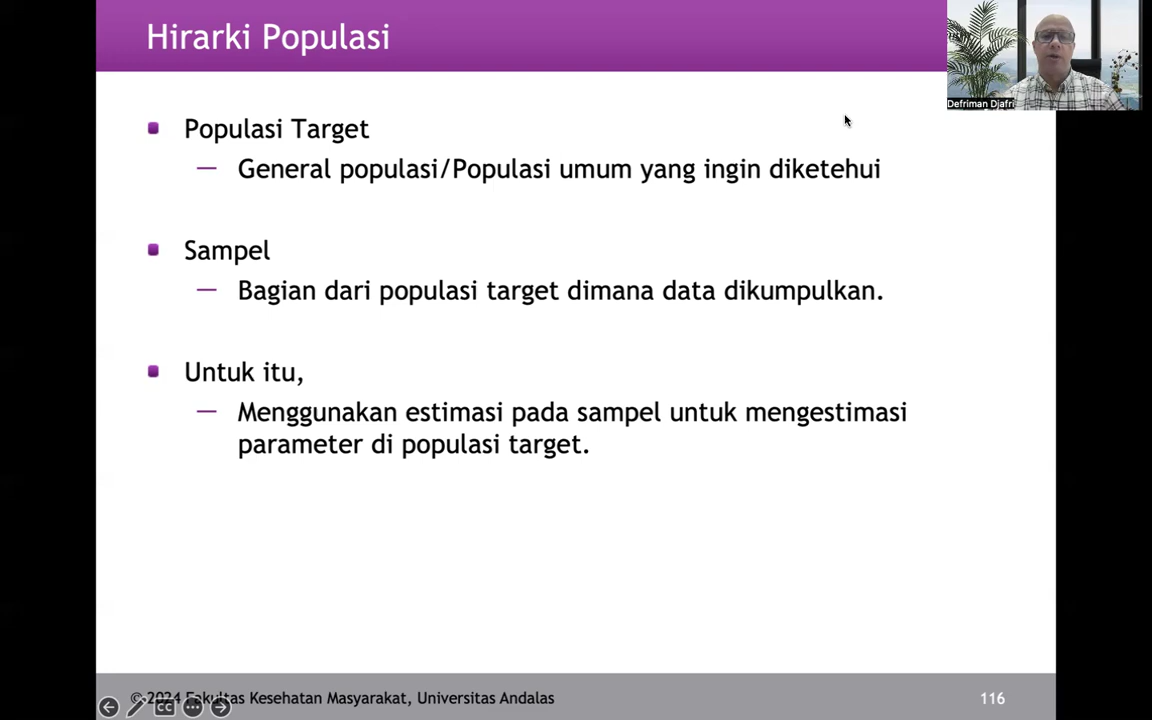 Hirarki Populasi
Defriman Djafri
Populasi Target
— General populasi/Populasi umum yang ingin diketehui
Sampel
— Bagian dari populasi target dimana data dikumpulkan.
Untuk itu,
— Menggunakan estimasi pada sampel untuk mengestimasi
parameter di populasi target.
©2024 Fakultas Kesehatan Masyarakat, Universitas Andalas
116
CC